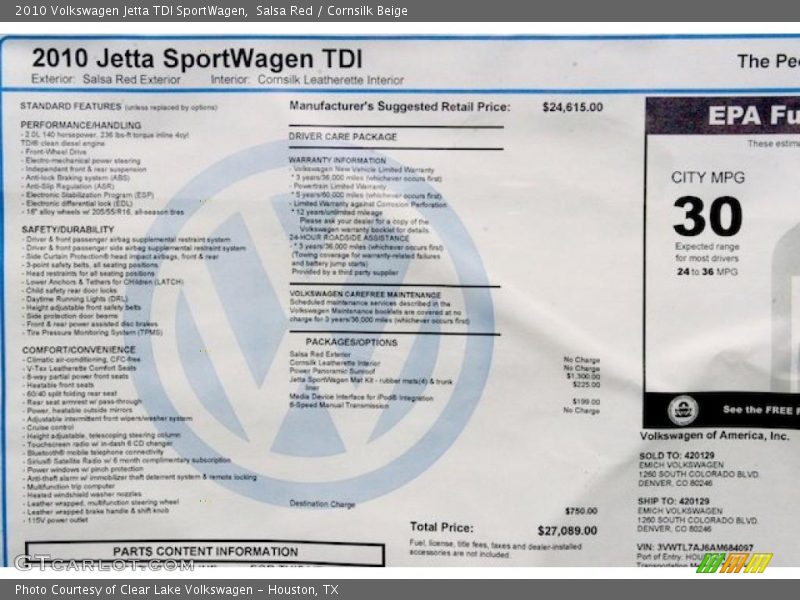 2010 Volkswagen Jetta TDI SportWagen, Salsa Red / Cornsilk Beige
2010 Jetta SportWagen TDI
The Peo
Exterior: Salsa Red Exterior Interior: Cornsilk Leatherette Interior
STANDARD FEATURES (unless replaced by options)
PERFORMANCE/HANDLING
- 2.0L 140 horsepower, 236 lbs-ft torque inline 4cyl
TDI® clean diesel engine
- Front-Wheel Drive
- Electro-mechanical power steering
- Independent front & rear suspension
- Anti-lock Braking system (ABS)
- Anti-Slip Regulation (ASR)
- Electronic Stabilization Program (ESP)
- Electronic differential lock (EDL)
- 16" alloy wheels w/ 205/55/R16, all-season tires
SAFETY/DURABILITY
- Driver & front passenger airbag supplemental restraint system
- Driver & front passenger side airbag supplemental restraint system
- Side Curtain Protection® head impact airbags, front & rear
- 3-point safety belts, all seating positions
- Head restraints for all seating positions
- Lower Anchors & Tethers for CHildren (LATCH)
- Child safety rear door locks
- Daytime Running Lights (DRL)
- Height adjustable front safety belts
- Side protection door beams
- Front & rear power assisted disc brakes
- Tire Pressure Monitoring System (TPMS)
COMFORT/CONVENIENCE
- Climatic air-conditioning, CFC-free
- V-Tex Leatherette Comfort Seats
- 8-way partial power front seats
- Heatable front seats
- 60/40 split folding rear seat
- Rear seat armrest w/ pass-through
- Power, heatable outside mirrors
- Adjustable intermittent front wipers/washer system
- Cruise control
- Height adjustable, telescoping steering column
- Touchscreen radio w/ in-dash 6 CD changer
- Bluetooth® mobile telephone connectivity
- Sirius® Satellite Radio w/ 6 month complimentary subscription
- Power windows w/ pinch protection
- Anti-theft alarm w/ immobilizer theft deterrent system & remote locking
- Multifunction trip computer
- Heated windshield washer nozzles
- Leather wrapped, multifunction steering wheel
- Leather wrapped brake handle & shift knob
- 115V power outlet
PARTS CONTENT INFORMATION
Manufacturer's Suggested Retail Price: $24,615.00
DRIVER CARE PACKAGE
WARRANTY INFORMATION
- Volkswagen New Vehicle Limited Warranty
* 3 years/36,000 miles (whichever occurs first)
- Powertrain Limited Warranty
* 5 years/60,000 miles (whichever occurs first)
- Limited Warranty against Corrosion Perforation
* 12 years/unlimited mileage
Please ask your dealer for a copy of the
Volkswagen warranty booklet for details.
24-HOUR ROADSIDE ASSISTANCE
- * 3 years/36,000 miles (whichever occurs first)
(Towing coverage for warranty-related failures
and battery jump starts)
Provided by a third party supplier
VOLKSWAGEN CAREFREE MAINTENANCE
Scheduled maintenance services described in the
Volkswagen Maintenance booklets are covered at no
charge for 3 years/36,000 miles (whichever occurs first)
PACKAGES/OPTIONS
Salsa Red Exterior No Charge
Cornsilk Leatherette Interior No Charge
Power Panoramic Sunroof $1,300.00
Jetta SportWagen Mat Kit - rubber mats(4) & trunk $225.00
liner
Media Device Interface for iPod® Integration $199.00
6-Speed Manual Transmission No Charge
Destination Charge $750.00
Total Price: $27,089.00
Fuel, license, title fees, taxes and dealer-installed
accessories are not included.
EPA Fu
These estim
CITY MPG
30
Expected range
for most drivers
24 to 36 MPG
See the FREE F
Volkswagen of America, Inc.
SOLD TO: 420129
EMICH VOLKSWAGEN
1260 SOUTH COLORADO BLVD.
DENVER, CO 80246
SHIP TO: 420129
EMICH VOLKSWAGEN
1260 SOUTH COLORADO BLVD.
DENVER, CO 80246
VIN: 3VWTL7AJ6AM684097
Port of Entry: HOU
Transportation M
GTcarlot.com
Photo Courtesy of Clear Lake Volkswagen - Houston, TX